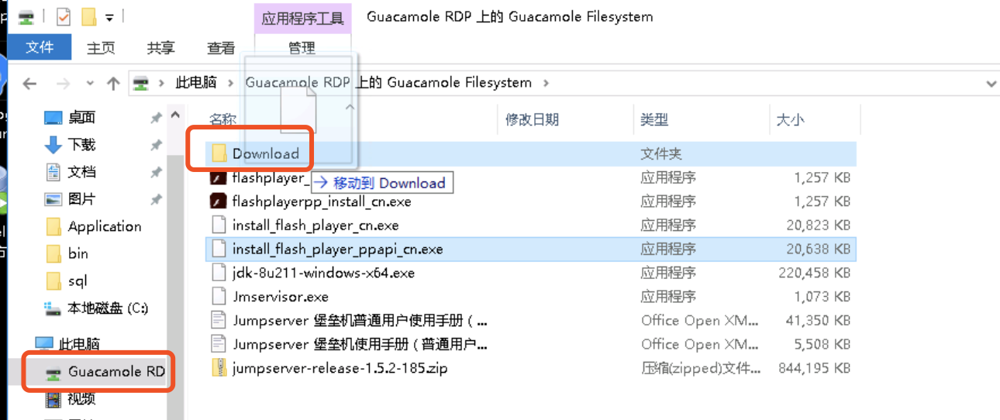 应用程序工具 Guacamole RDP 上的 Guacamole Filesystem
文件 主页 共享 查看 管理
此电脑 Guacamole RDP 上的 Guacamole Filesystem
名称 修改日期 类型 大小
桌面
下载
文档
图片
Application
bin
sql
本地磁盘 (C:)
此电脑
Guacamole RD
视频
Download 文件夹
flashplayer_ 应用程序 1,257 KB
移动到 Download
flashplayerpp_install_cn.exe 应用程序 1,257 KB
install_flash_player_cn.exe 应用程序 20,823 KB
install_flash_player_ppapi_cn.exe 应用程序 20,638 KB
jdk-8u211-windows-x64.exe 应用程序 220,458 KB
Jmservisor.exe 应用程序 1,073 KB
Jumpserver 堡垒机普通用户使用手册 ( ... Office Open XM... 41,350 KB
Jumpserver 堡垒机使用手册 ( 普通用户... Office Open XM... 5,508 KB
jumpserver-release-1.5.2-185.zip 压缩(zipped)文件... 844,195 KB